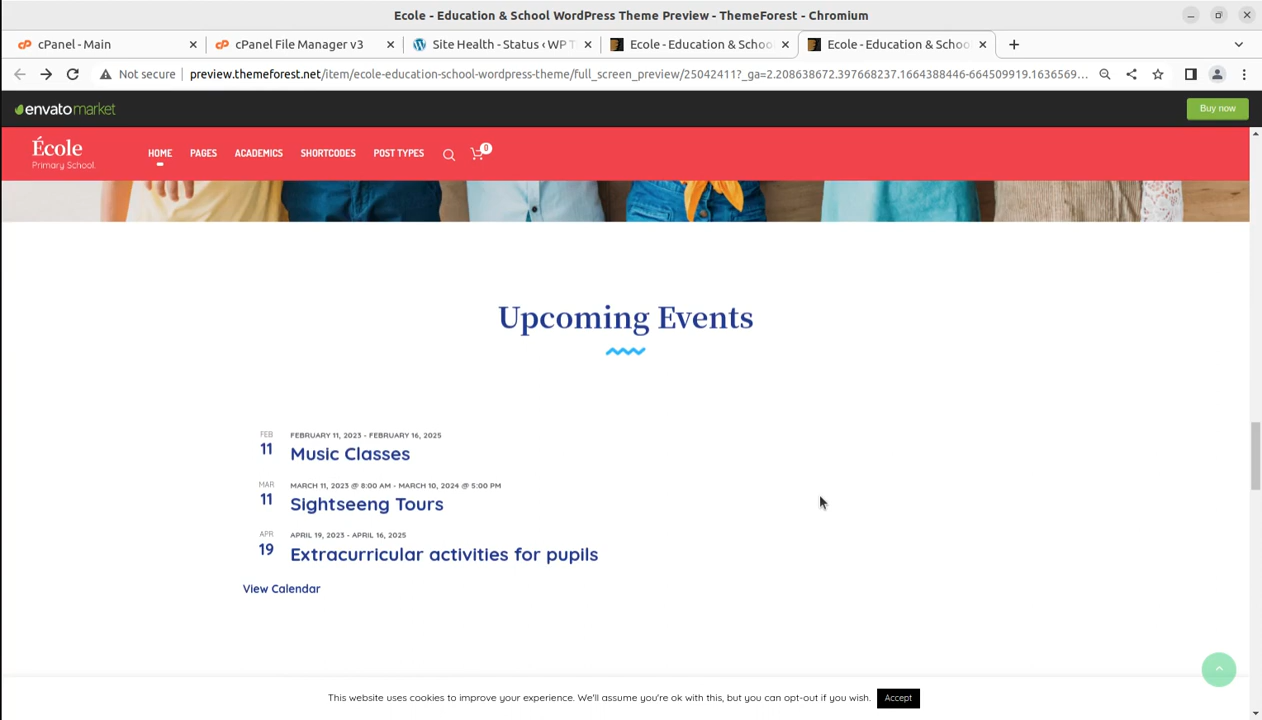 Ecole - Education & School WordPress Theme Preview - ThemeForest - Chromium
cPanel - Main
cPanel File Manager v3
Site Health - Status ‹ WP T
Ecole - Education & Schoo
Ecole - Education & Schoo
Not secure
preview.themeforest.net/item/ecole-education-school-wordpress-theme/full_screen_preview/25042411?_ga=2.208638672.397668237.1664388446-664509919.1636569...
envatomarket
Buy now
École
Primary School
HOME
PAGES
ACADEMICS
SHORTCODES
POST TYPES
0
Upcoming Events
FEB
11
FEBRUARY 11, 2023 - FEBRUARY 16, 2025
Music Classes
MAR
11
MARCH 11, 2023 @ 8:00 AM - MARCH 10, 2024 @ 5:00 PM
Sightseeng Tours
APR
19
APRIL 19, 2023 - APRIL 16, 2025
Extracurricular activities for pupils
View Calendar
This website uses cookies to improve your experience. We'll assume you're ok with this, but you can opt-out if you wish.
Accept